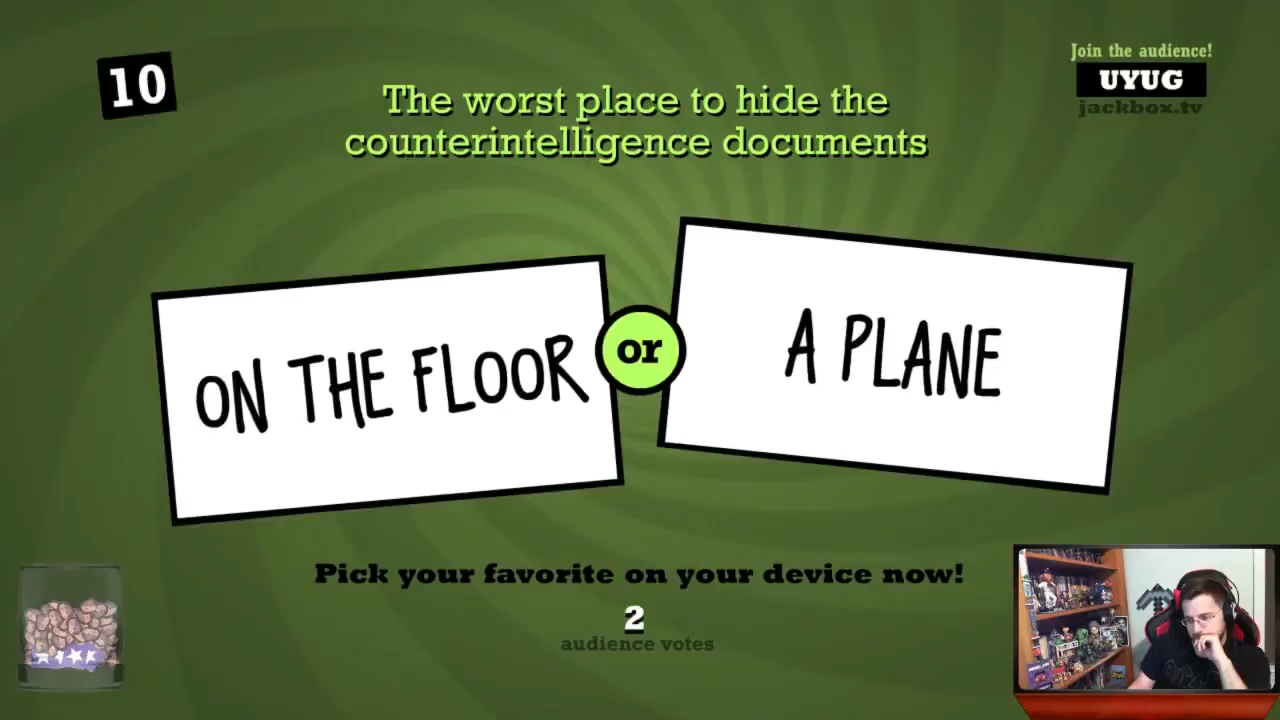 10
Join the audience!
UYUG
jackbox.tv
The worst place to hide the
counterintelligence documents
ON THE FLOOR
or
A PLANE
Pick your favorite on your device now!
2
audience votes